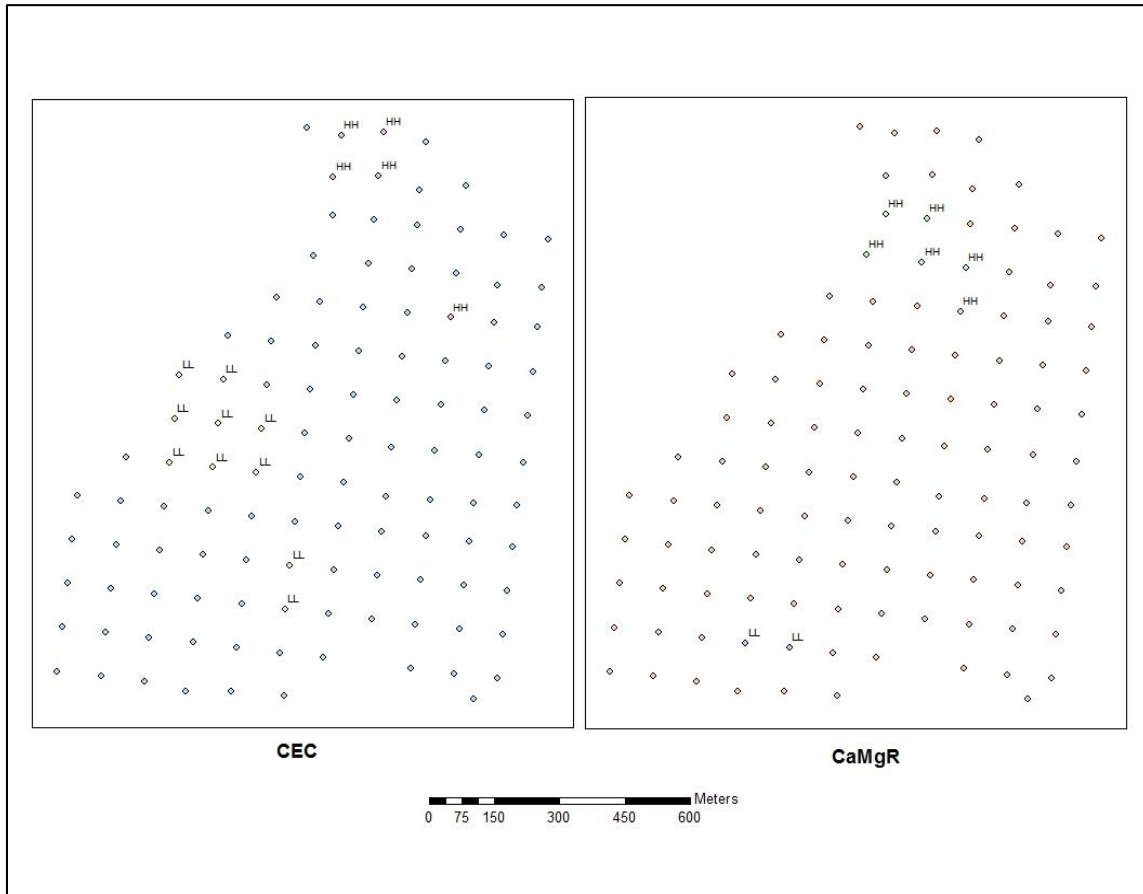 HH HH
HH HH
HH
LL LL
LL LL LL
LL LL LL
LL
LL
CEC
HH HH
HH HH HH
HH
LL LL
CaMgR
Meters
0 75 150 300 450 600